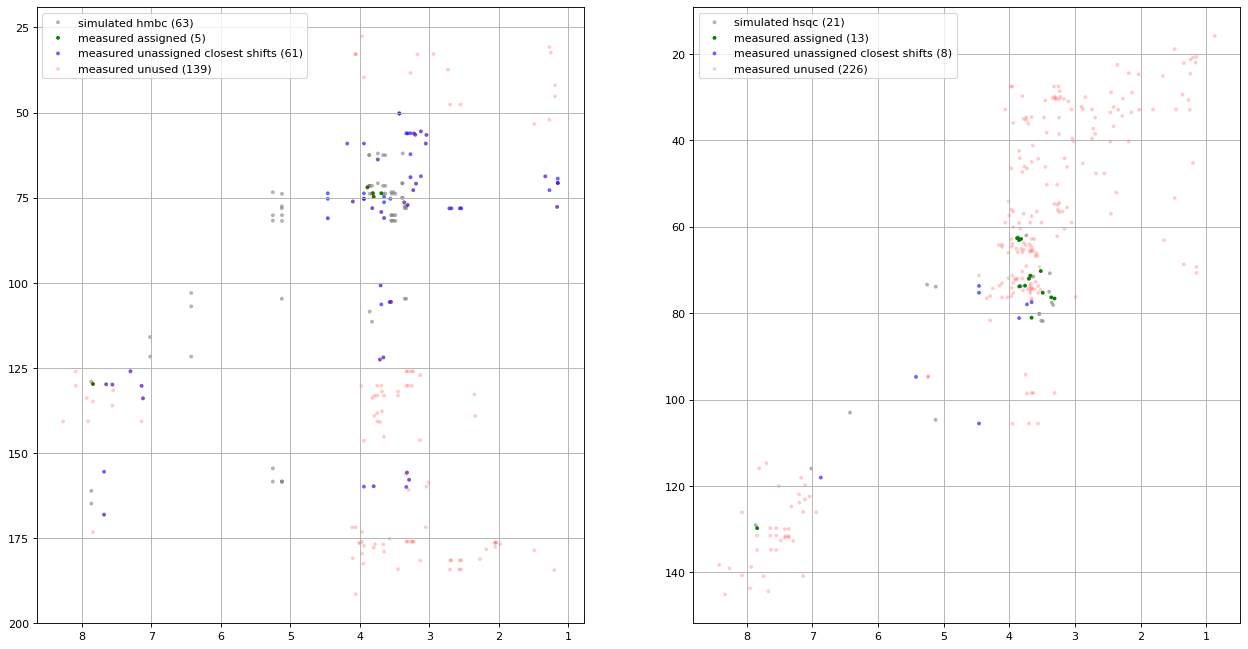 simulated hmbc (63)
measured assigned (5)
measured unassigned closest shifts (61)
measured unused (139)
25
50
75
100
125
150
175
200
8 7 6 5 4 3 2 1
simulated hsqc (21)
measured assigned (13)
measured unassigned closest shifts (8)
measured unused (226)
20
40
60
80
100
120
140
8 7 6 5 4 3 2 1